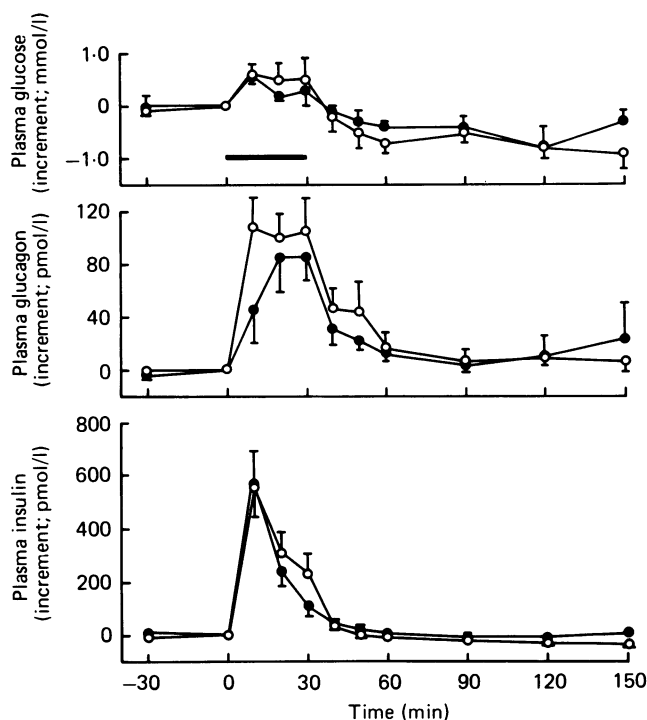 Plasma glucose
(increment; mmol/l)
1·0
0
−1·0
Plasma glucagon
(increment; pmol/l)
120
80
40
0
Plasma insulin
(increment; pmol/l)
800
600
400
200
0
−30 0 30 60 90 120 150
Time (min)